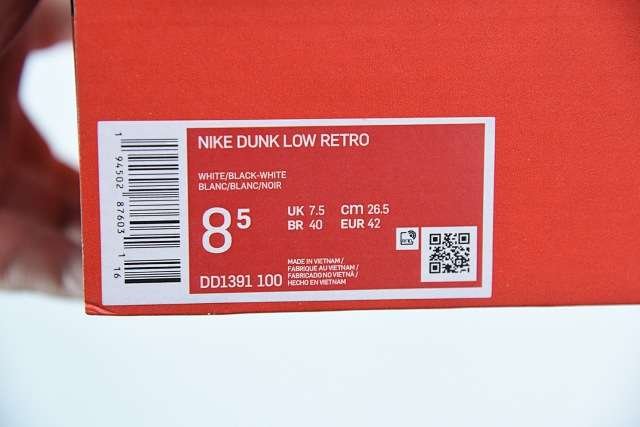 NIKE DUNK LOW RETRO
WHITE/BLACK-WHITE
BLANC/BLANC/NOIR
8⁵
UK 7.5 cm 26.5
BR 40 EUR 42
MADE IN VIETNAM/
FABRIQUÉ AU VIETNAM/
FABRICADO NO VIETNÃ/
HECHO EN VIETNAM
DD1391 100
1 94502 87603 1 16